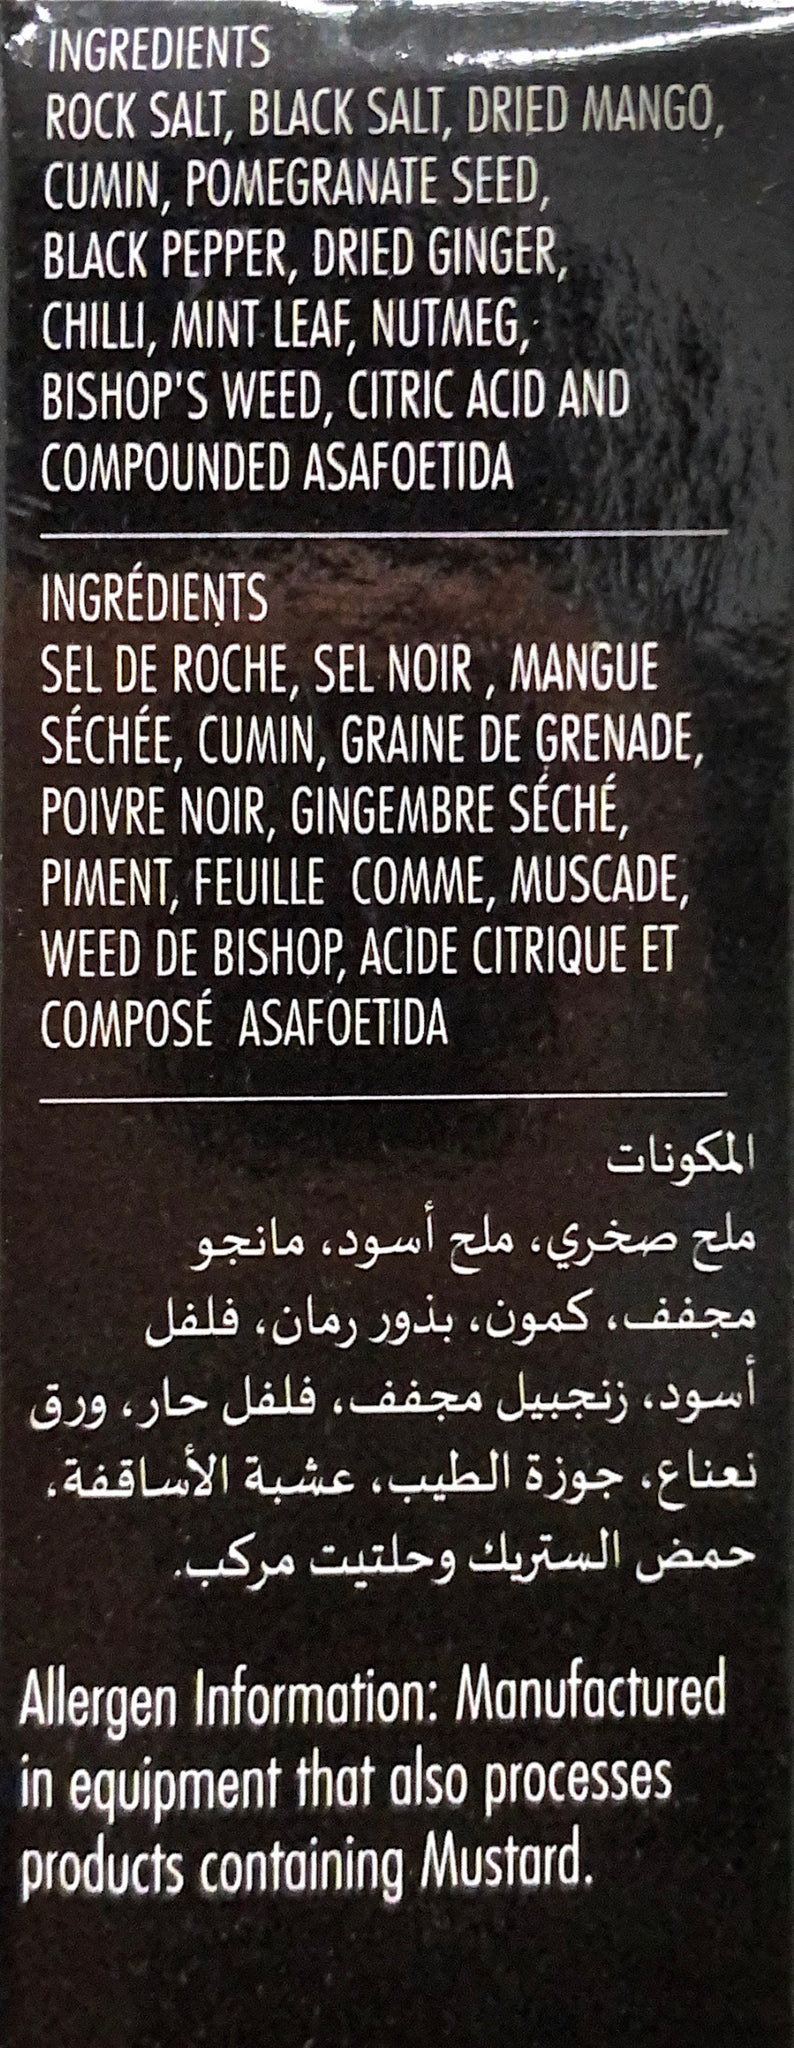 INGREDIENTS
ROCK SALT, BLACK SALT, DRIED MANGO,
CUMIN, POMEGRANATE SEED,
BLACK PEPPER, DRIED GINGER,
CHILLI, MINT LEAF, NUTMEG,
BISHOP'S WEED, CITRIC ACID AND
COMPOUNDED ASAFOETIDA
INGRÉDIENTS
SEL DE ROCHE, SEL NOIR , MANGUE
SÉCHÉE, CUMIN, GRAINE DE GRENADE,
POIVRE NOIR, GINGEMBRE SÉCHÉ,
PIMENT, FEUILLE COMME, MUSCADE,
WEED DE BISHOP, ACIDE CITRIQUE ET
COMPOSÉ ASAFOETIDA
المكونات
ملح صخري، ملح أسود، مانجو
مجفف، كمون، بذور رمان، فلفل
أسود، زنجبيل مجفف، فلفل حار، ورق
نعناع، جوزة الطيب، عشبة الأساقفة،
حمض الستريك وحلتيت مركب.
Allergen Information: Manufactured
in equipment that also processes
products containing Mustard.